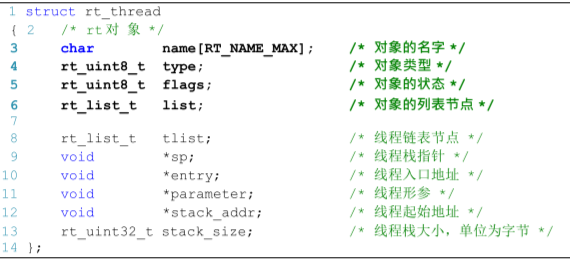 1 struct rt_thread
{ 2 /* rt对 象 */
3 char name[RT_NAME_MAX]; /* 对象的名字 */
4 rt_uint8_t type; /* 对象类型 */
5 rt_uint8_t flags; /* 对象的状态 */
6 rt_list_t list; /* 对象的列表节点 */
7
8 rt_list_t tlist; /* 线程链表节点 */
9 void *sp; /* 线程栈指针 */
10 void *entry; /* 线程入口地址 */
11 void *parameter; /* 线程形参 */
12 void *stack_addr; /* 线程起始地址 */
13 rt_uint32_t stack_size; /* 线程栈大小，单位为字节 */
14 };